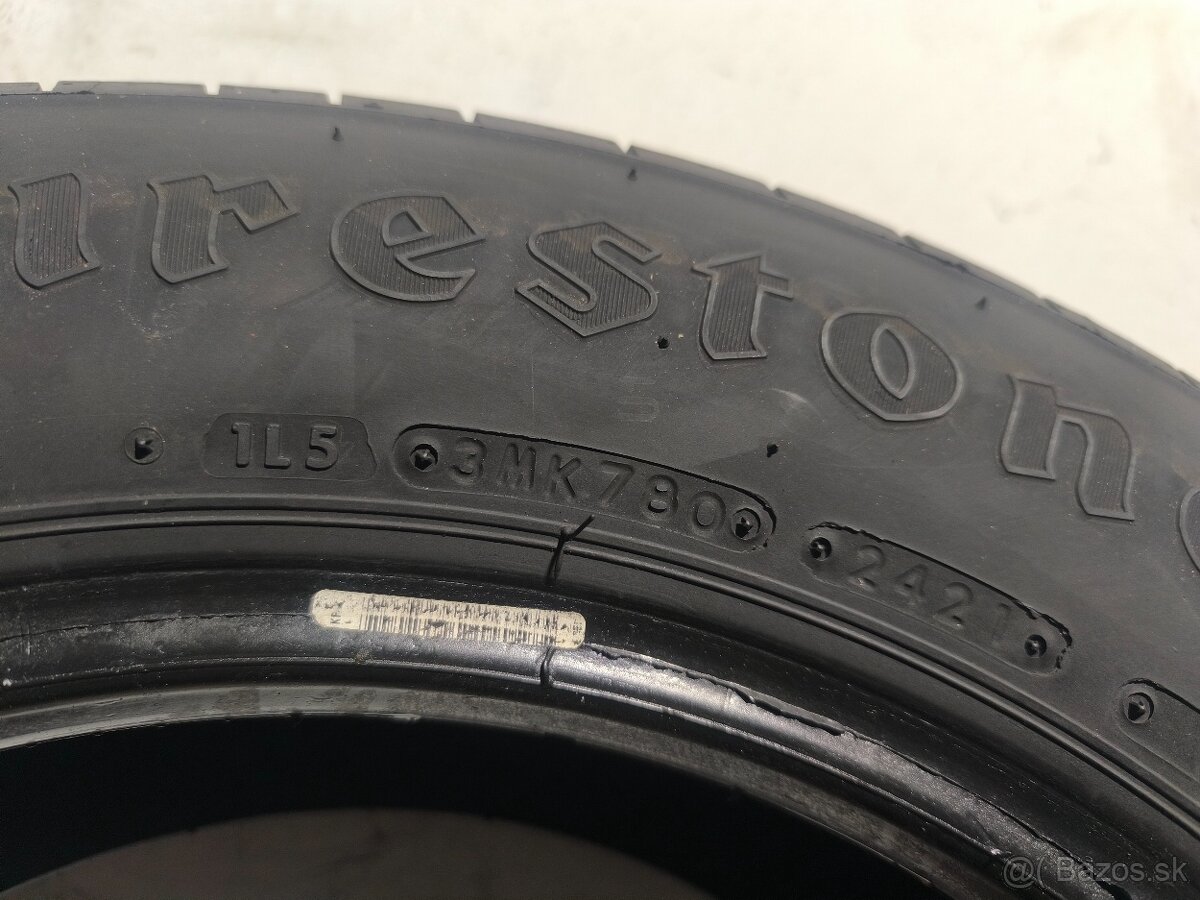 irestone
1L5 3MK780 2421
@( Bazos.sk